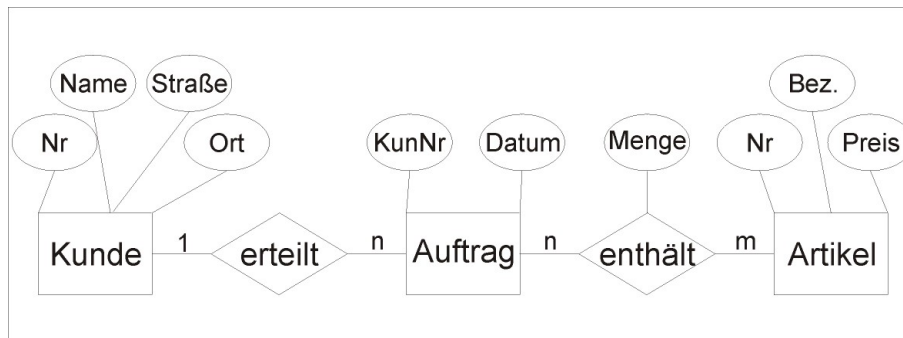 Name Straße Bez.
Nr Ort KunNr Datum Menge Nr Preis
Kunde 1 erteilt n Auftrag n enthält m Artikel